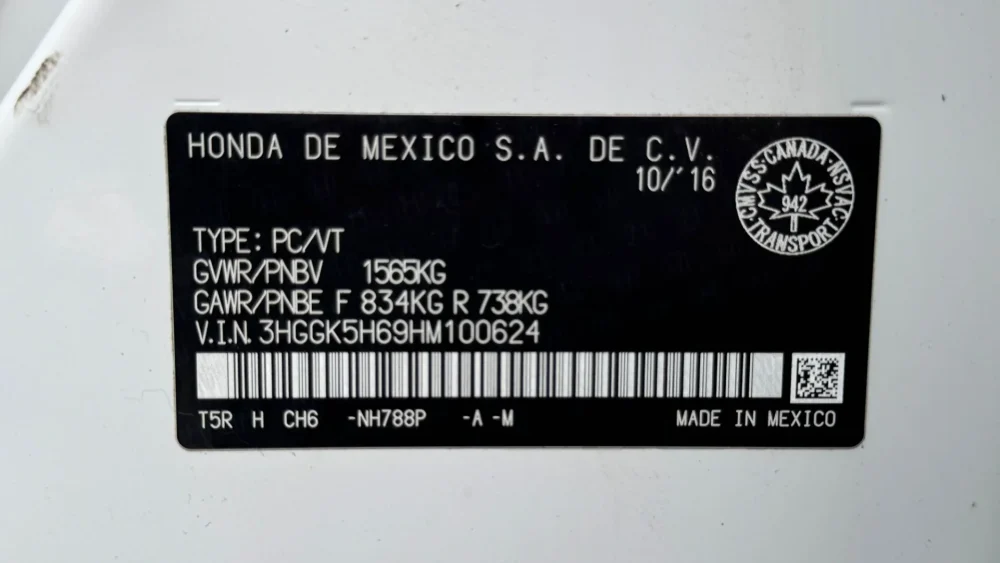 HONDA DE MEXICO S.A. DE C.V.
10/'16
CMVSS·CANADA·NSVAC·TRANSPORT·
942
TYPE: PC/VT
GVWR/PNBV 1565KG
GAWR/PNBE F 834KG R 738KG
V.I.N. 3HGGK5H69HM100624
T5R H CH6 -NH788P -A -M MADE IN MEXICO